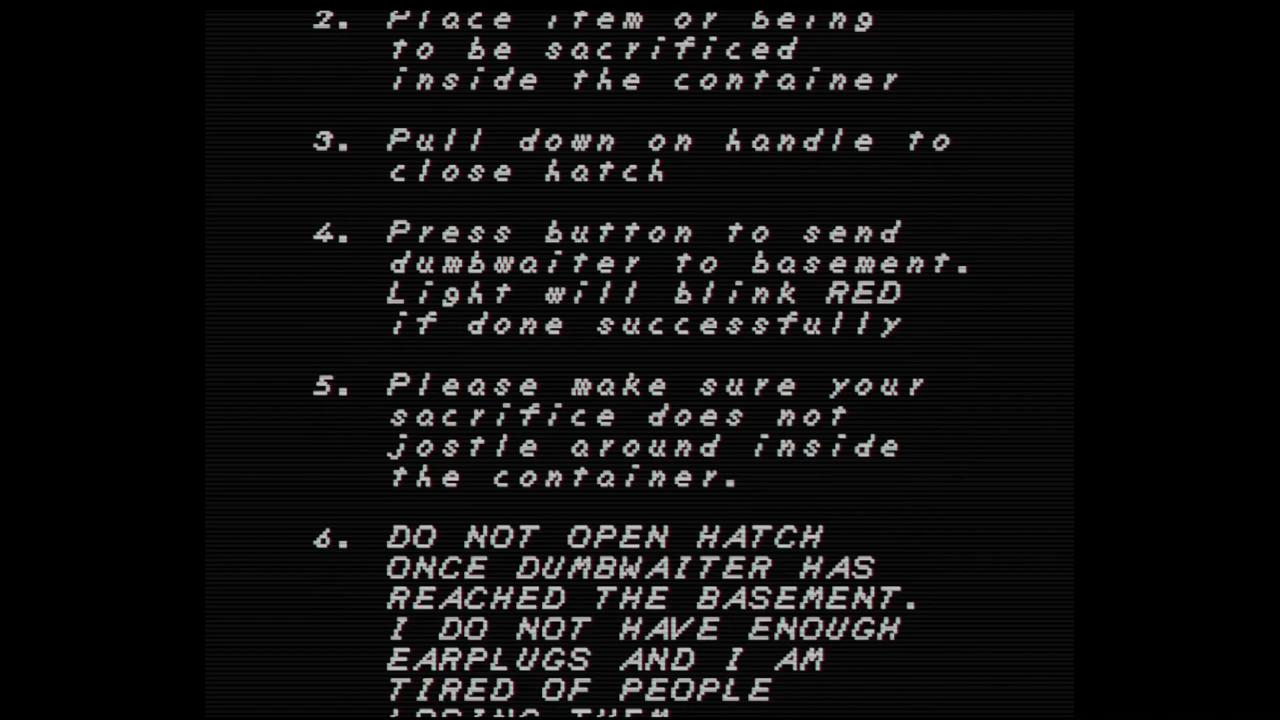 2. Place item or being
to be sacrificed
inside the container
3. Pull down on handle to
close hatch
4. Press button to send
dumbwaiter to basement.
Light will blink RED
if done successfully
5. Please make sure your
sacrifice does not
jostle around inside
the container.
6. DO NOT OPEN HATCH
ONCE DUMBWAITER HAS
REACHED THE BASEMENT.
I DO NOT HAVE ENOUGH
EARPLUGS AND I AM
TIRED OF PEOPLE
LOSING THEM